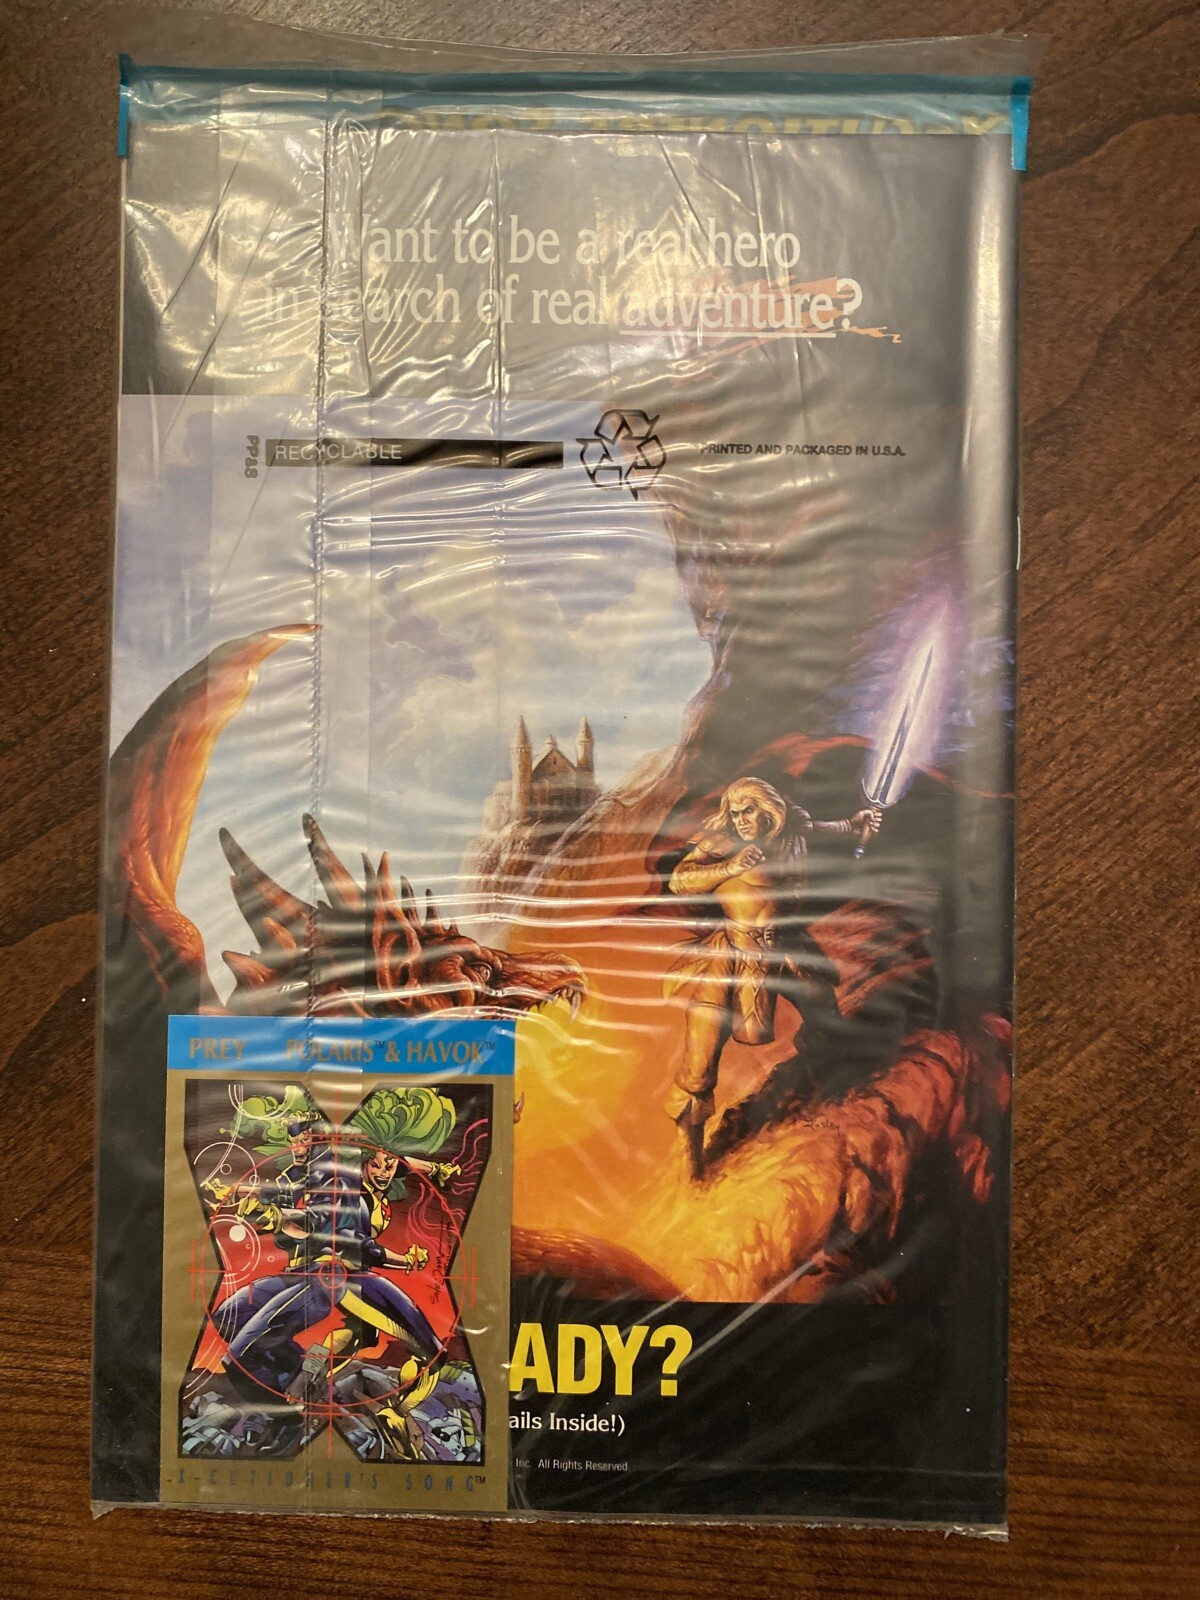 Want to be a real hero
in search of real adventure?
PP&S
RECYCLABLE
PRINTED AND PACKAGED IN U.S.A.
PREY POLARIS™ & HAVOK™
X-CUTIONER'S SONG™
ADY?
ails Inside!)
Inc. All Rights Reserved